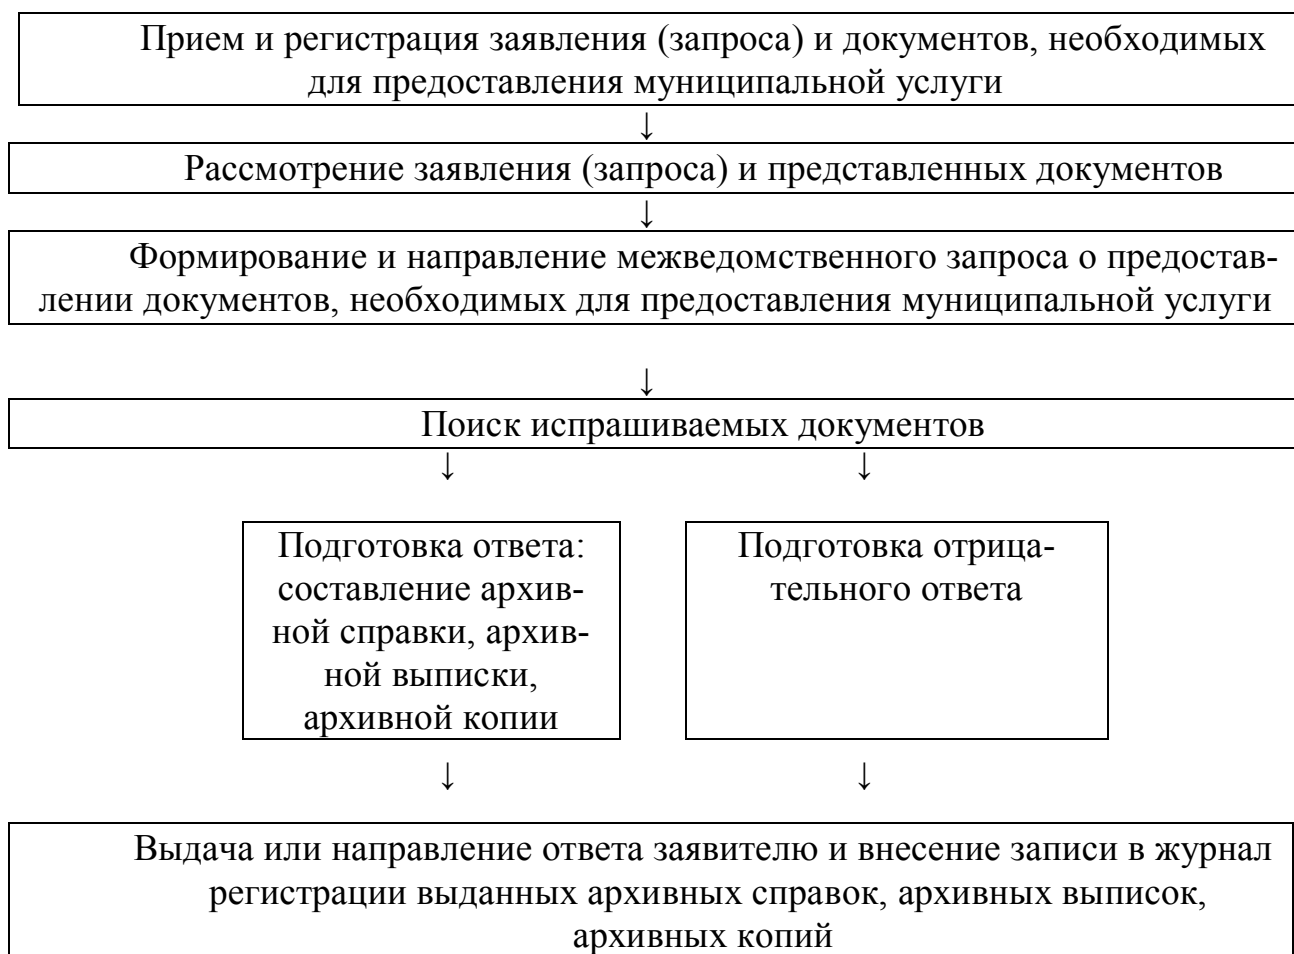 Прием и регистрация заявления (запроса) и документов, необходимых
для предоставления муниципальной услуги
↓
Рассмотрение заявления (запроса) и представленных документов
↓
Формирование и направление межведомственного запроса о предостав-
лении документов, необходимых для предоставления муниципальной услуги
↓
Поиск испрашиваемых документов
↓ ↓
Подготовка ответа:
составление архив-
ной справки, архив-
ной выписки,
архивной копии
Подготовка отрица-
тельного ответа
↓ ↓
Выдача или направление ответа заявителю и внесение записи в журнал
регистрации выданных архивных справок, архивных выписок,
архивных копий